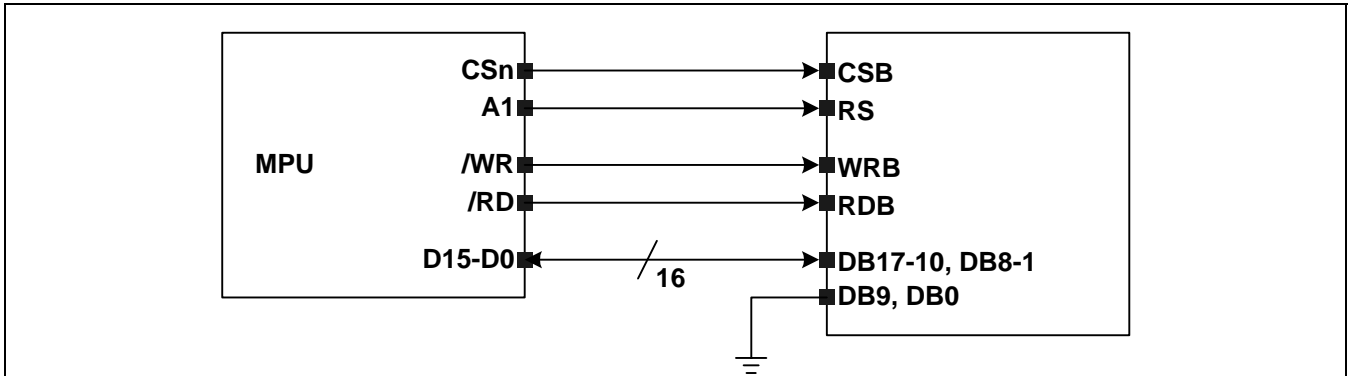 CSn
CSB
A1
RS
MPU
/WR
WRB
/RD
RDB
D15-D0
16
DB17-10, DB8-1
DB9, DB0